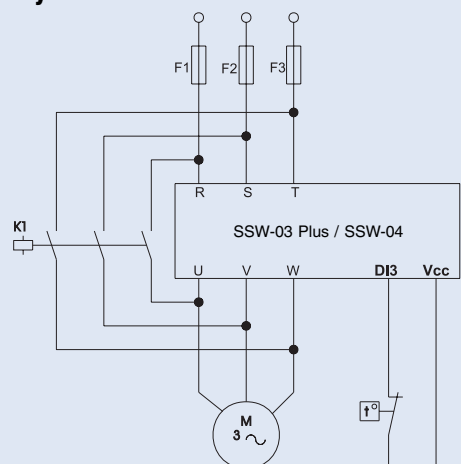 F1 F2 F3
R S T
K1
SSW-03 Plus / SSW-04
U V W DI3 Vcc
t°
M
3